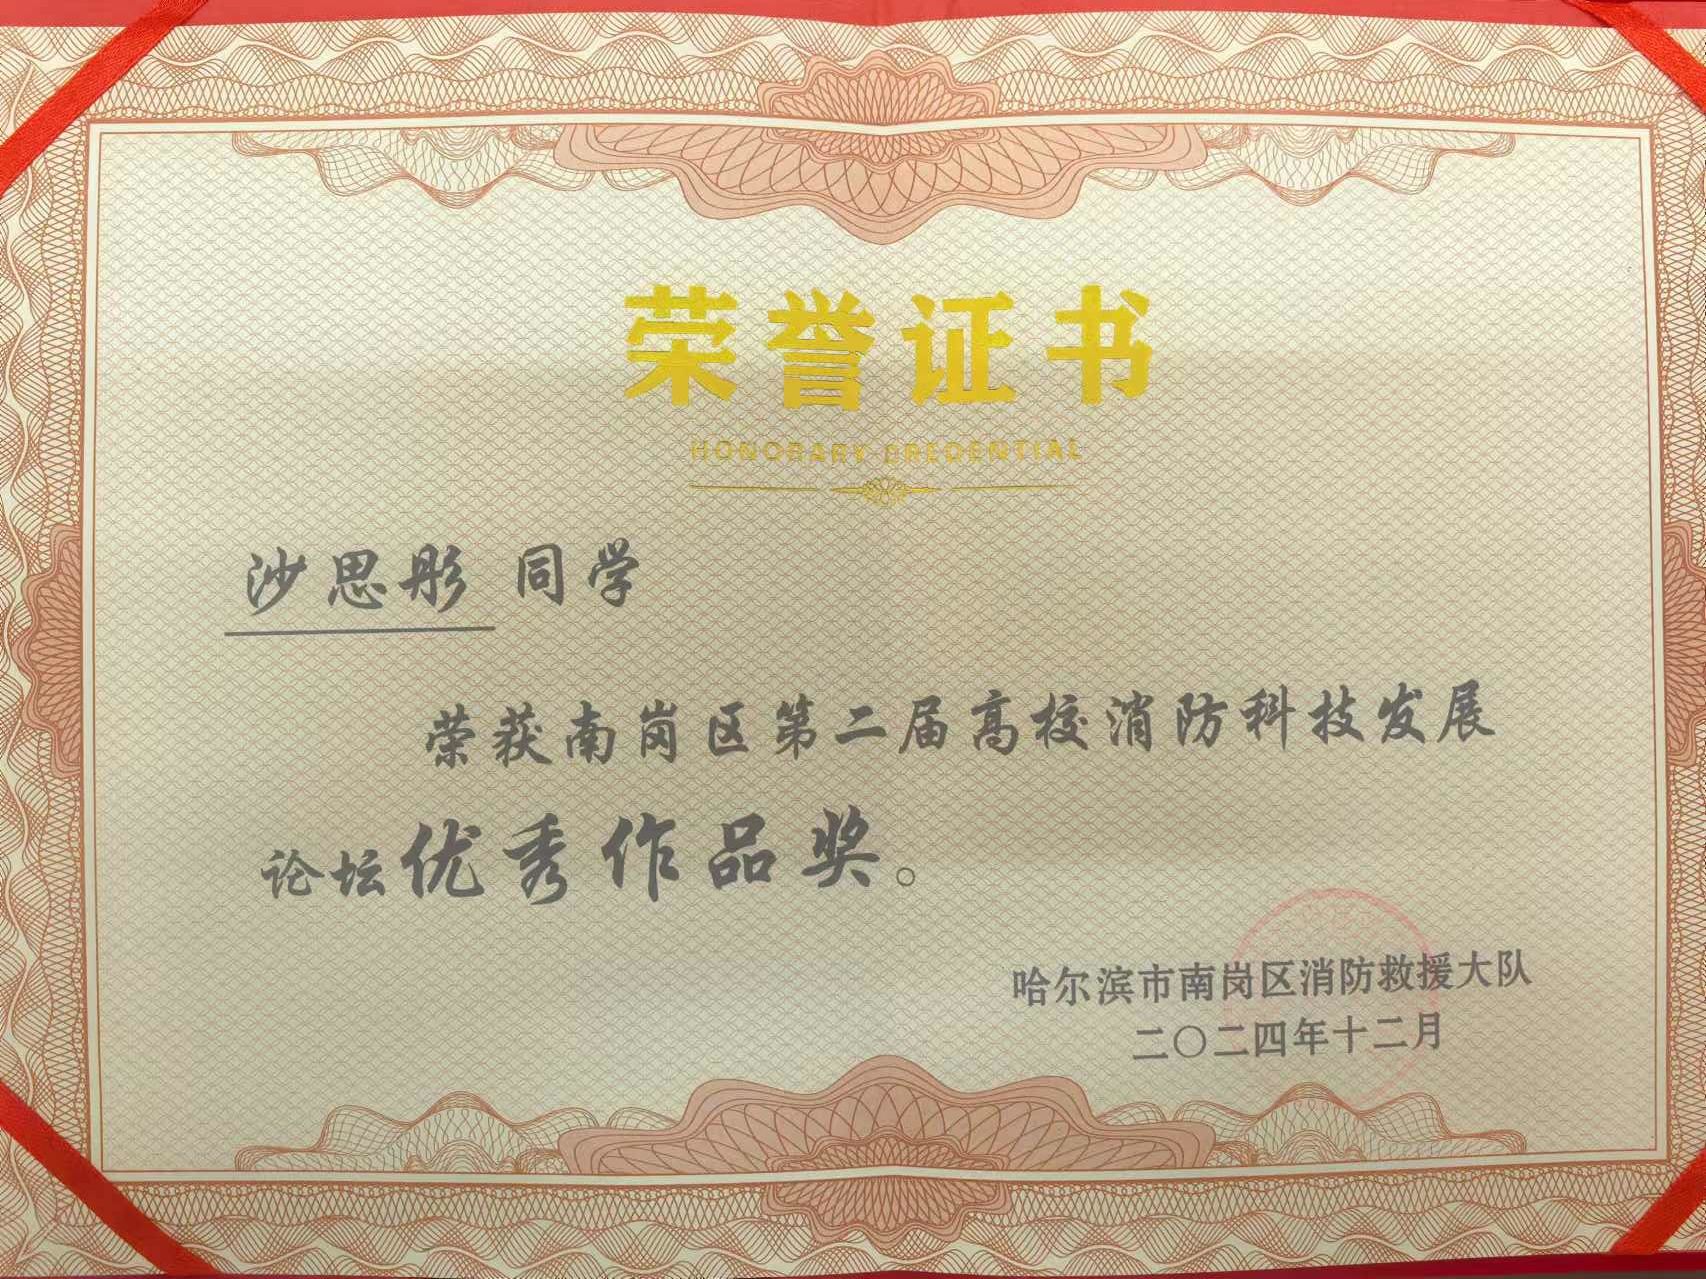 荣誉证书
HONORARY CREDENTIAL
沙思彤 同学
荣获南岗区第二届高校消防科技发展
论坛优秀作品奖。
哈尔滨市南岗区消防救援大队
二〇二四年十二月